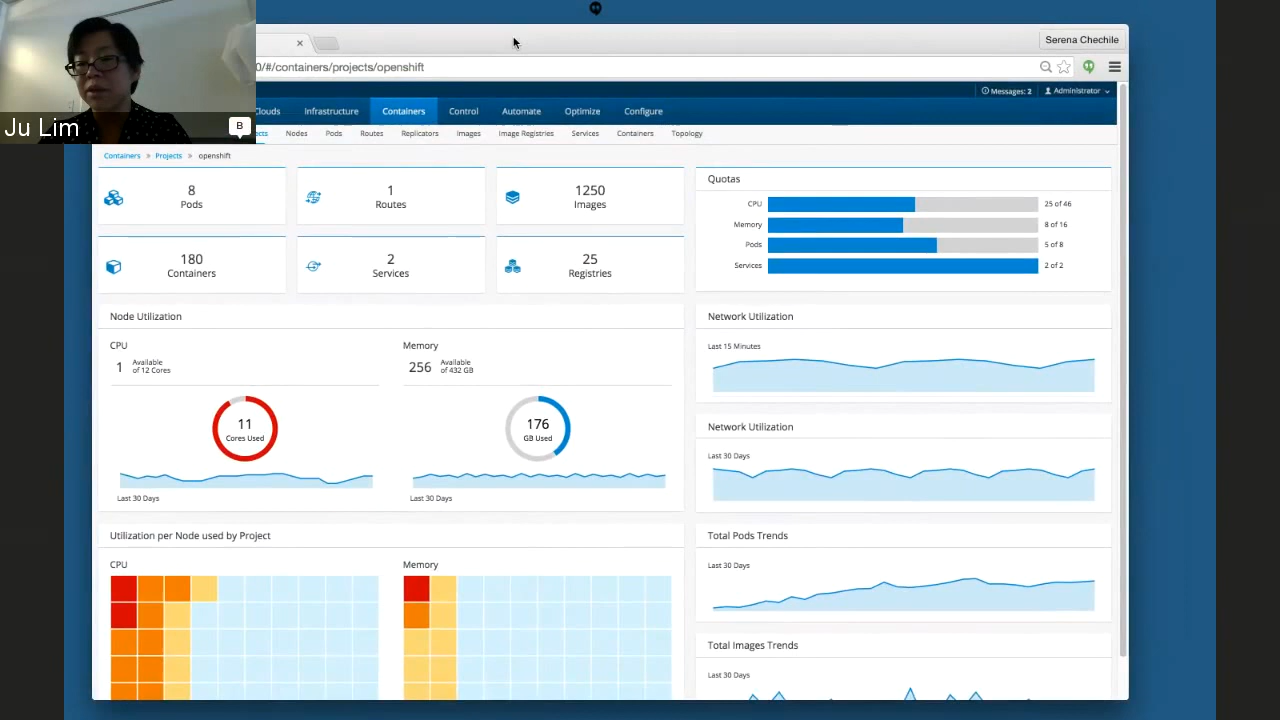 Serena Chechile
0/#/containers/projects/openshift
Messages: 2
Administrator
Clouds Infrastructure Containers Control Automate Optimize Configure
Ju Lim
B
ects Nodes Pods Routes Replicators Images Image Registries Services Containers Topology
Containers » Projects » openshift
8
Pods
1
Routes
1250
Images
180
Containers
2
Services
25
Registries
Quotas
CPU 25 of 46
Memory 8 of 16
Pods 5 of 8
Services 2 of 2
Node Utilization
CPU
1 Available
of 12 Cores
11
Cores Used
Last 30 Days
Memory
256 Available
of 432 GB
176
GB Used
Last 30 Days
Network Utilization
Last 15 Minutes
Network Utilization
Last 30 Days
Utilization per Node used by Project
CPU
Memory
Total Pods Trends
Last 30 Days
Total Images Trends
Last 30 Days